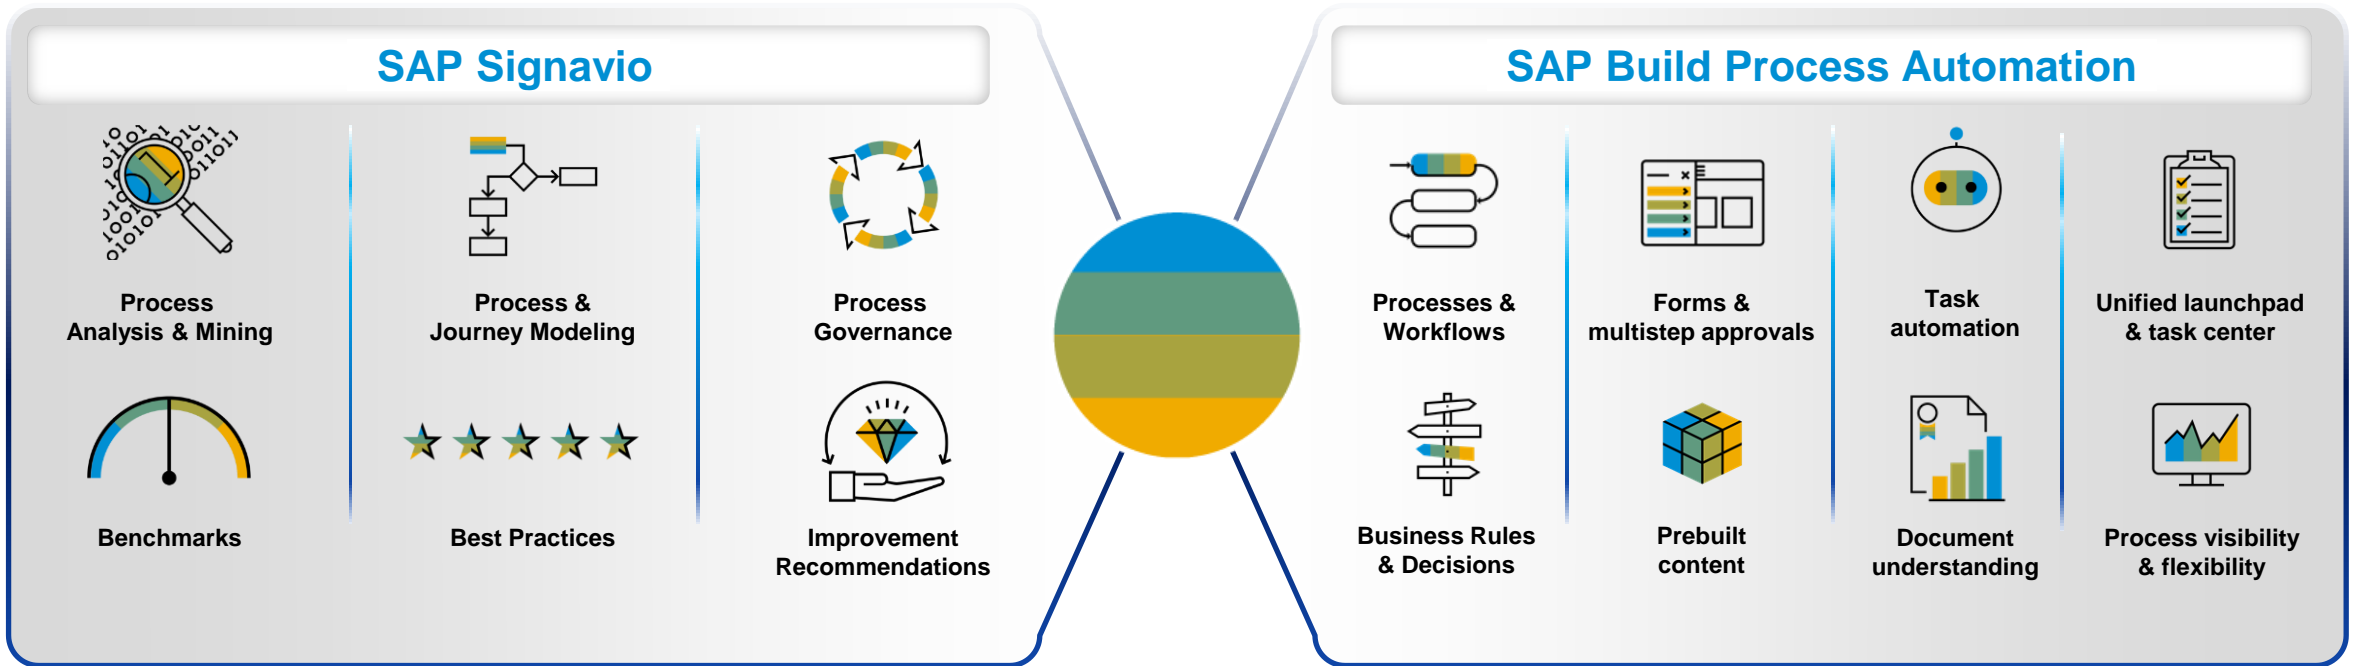 SAP Signavio
Process
Analysis & Mining
Process &
Journey Modeling
Process
Governance
Benchmarks
Best Practices
Improvement
Recommendations
SAP Build Process Automation
Processes &
Workflows
Forms &
multistep approvals
Task
automation
Unified launchpad
& task center
Business Rules
& Decisions
Prebuilt
content
Document
understanding
Process visibility
& flexibility